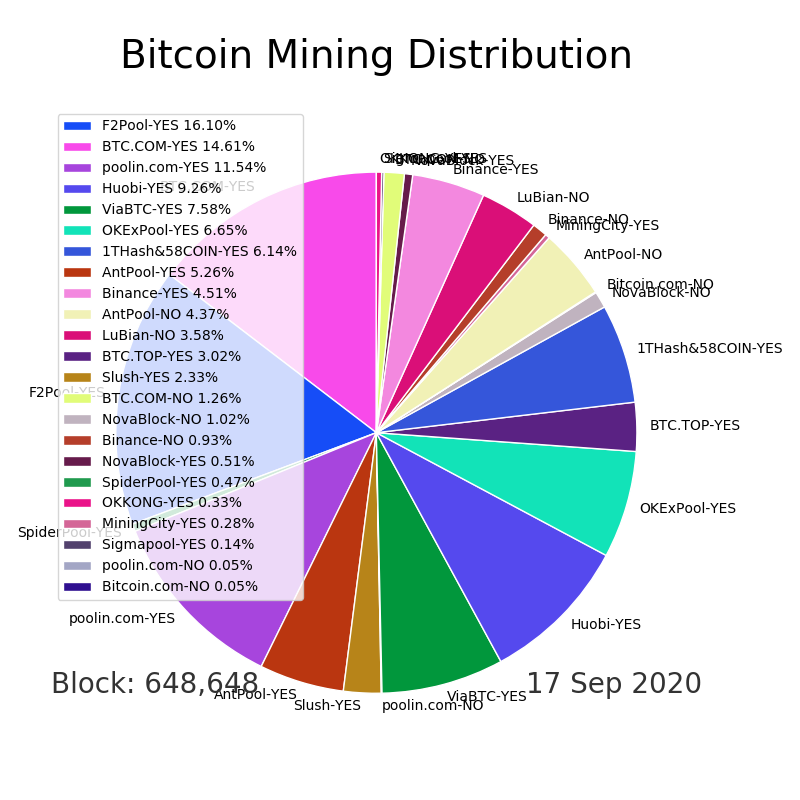 Bitcoin Mining Distribution
F2Pool-YES 16.10%
BTC.COM-YES 14.61%
poolin.com-YES 11.54%
Huobi-YES 9.26%
ViaBTC-YES 7.58%
OKExPool-YES 6.65%
1THash&58COIN-YES 6.14%
AntPool-YES 5.26%
Binance-YES 4.51%
AntPool-NO 4.37%
LuBian-NO 3.58%
BTC.TOP-YES 3.02%
Slush-YES 2.33%
BTC.COM-NO 1.26%
NovaBlock-NO 1.02%
Binance-NO 0.93%
NovaBlock-YES 0.51%
SpiderPool-YES 0.47%
OKKONG-YES 0.33%
MiningCity-YES 0.28%
Sigmapool-YES 0.14%
poolin.com-NO 0.05%
Bitcoin.com-NO 0.05%
Binance-YES
LuBian-NO
Binance-NO
MiningCity-YES
AntPool-NO
Bitcoin.com-NO
NovaBlock-NO
1THash&58COIN-YES
BTC.TOP-YES
OKExPool-YES
Huobi-YES
ViaBTC-YES
poolin.com-NO
Slush-YES
AntPool-YES
poolin.com-YES
SpiderPool-YES
F2Pool-YES
BTC.COM-YES
Block: 648,648
17 Sep 2020